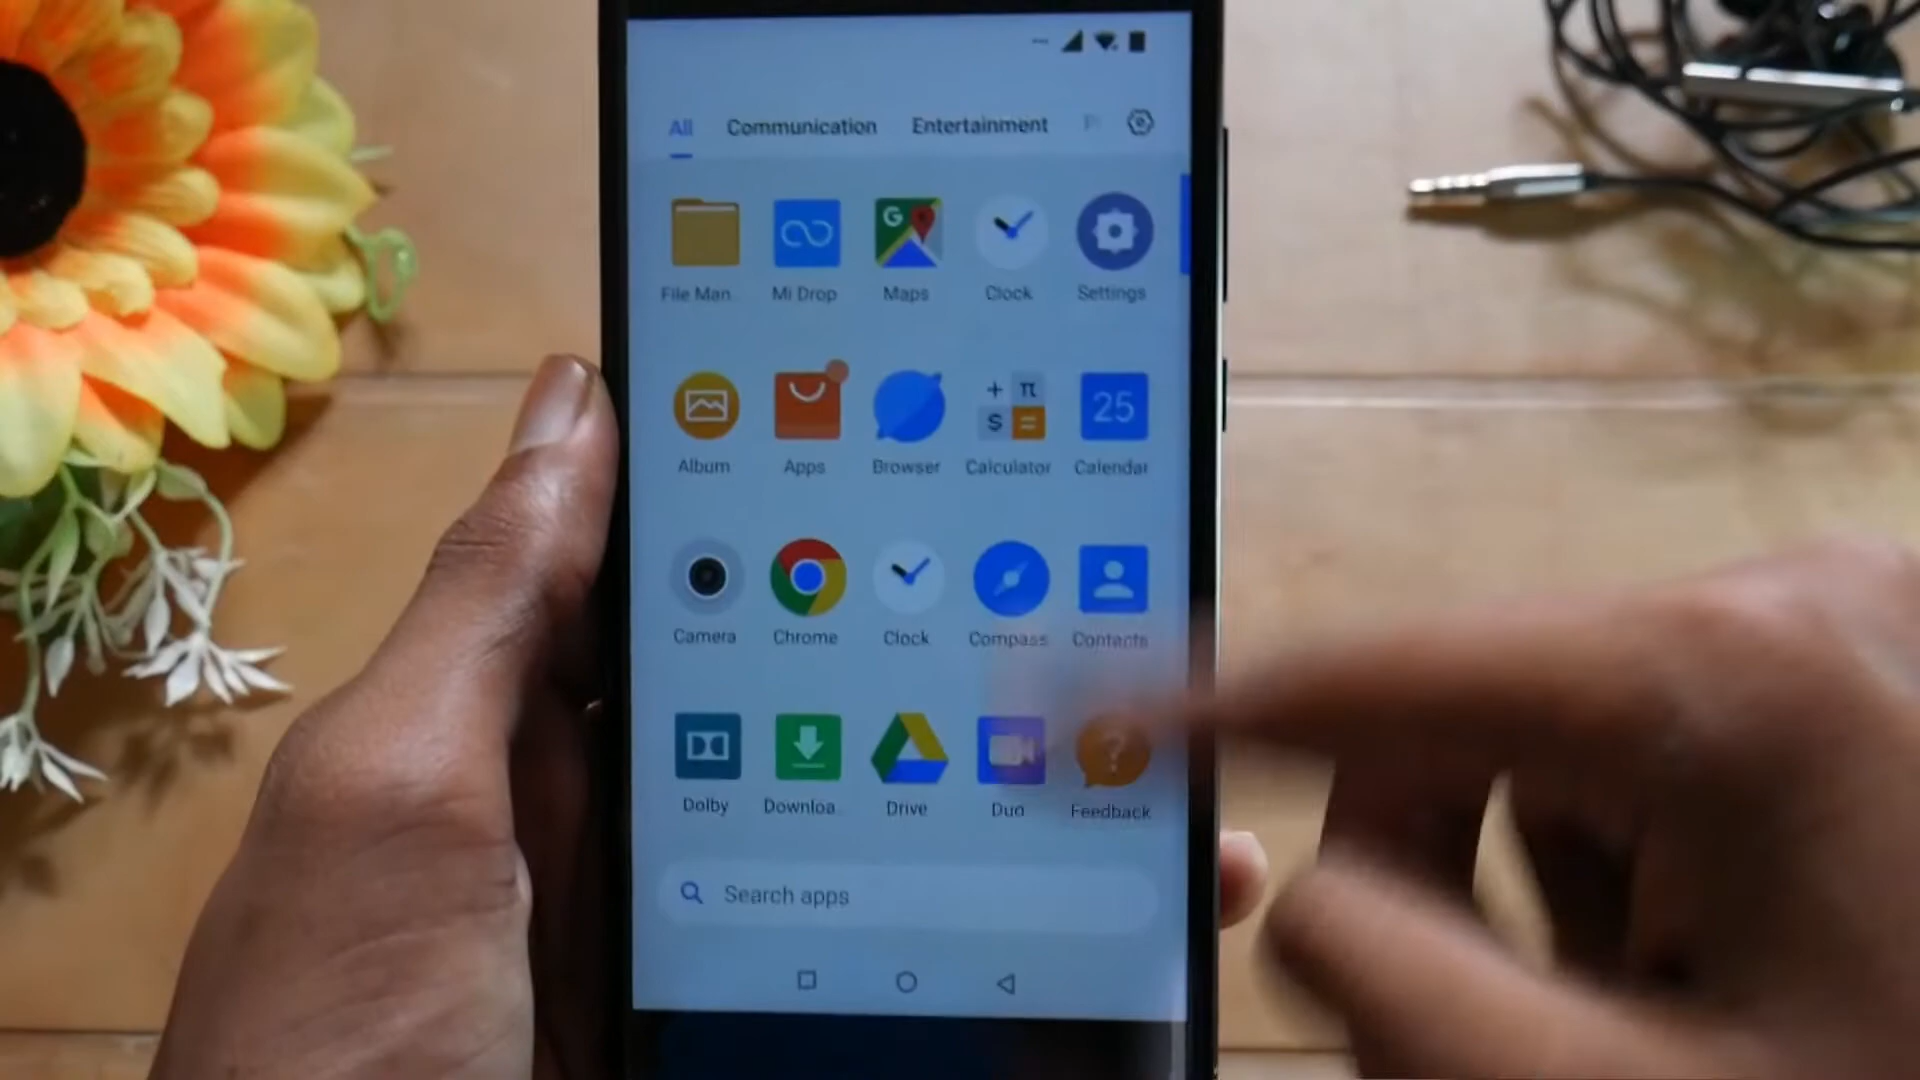 All Communication Entertainment
File Man.. Mi Drop Maps Clock Settings
Album Apps Browser Calculator 25 Calendar
Camera Chrome Clock Compass Contacts
Dolby Downloa.. Drive Duo Feedback
Search apps